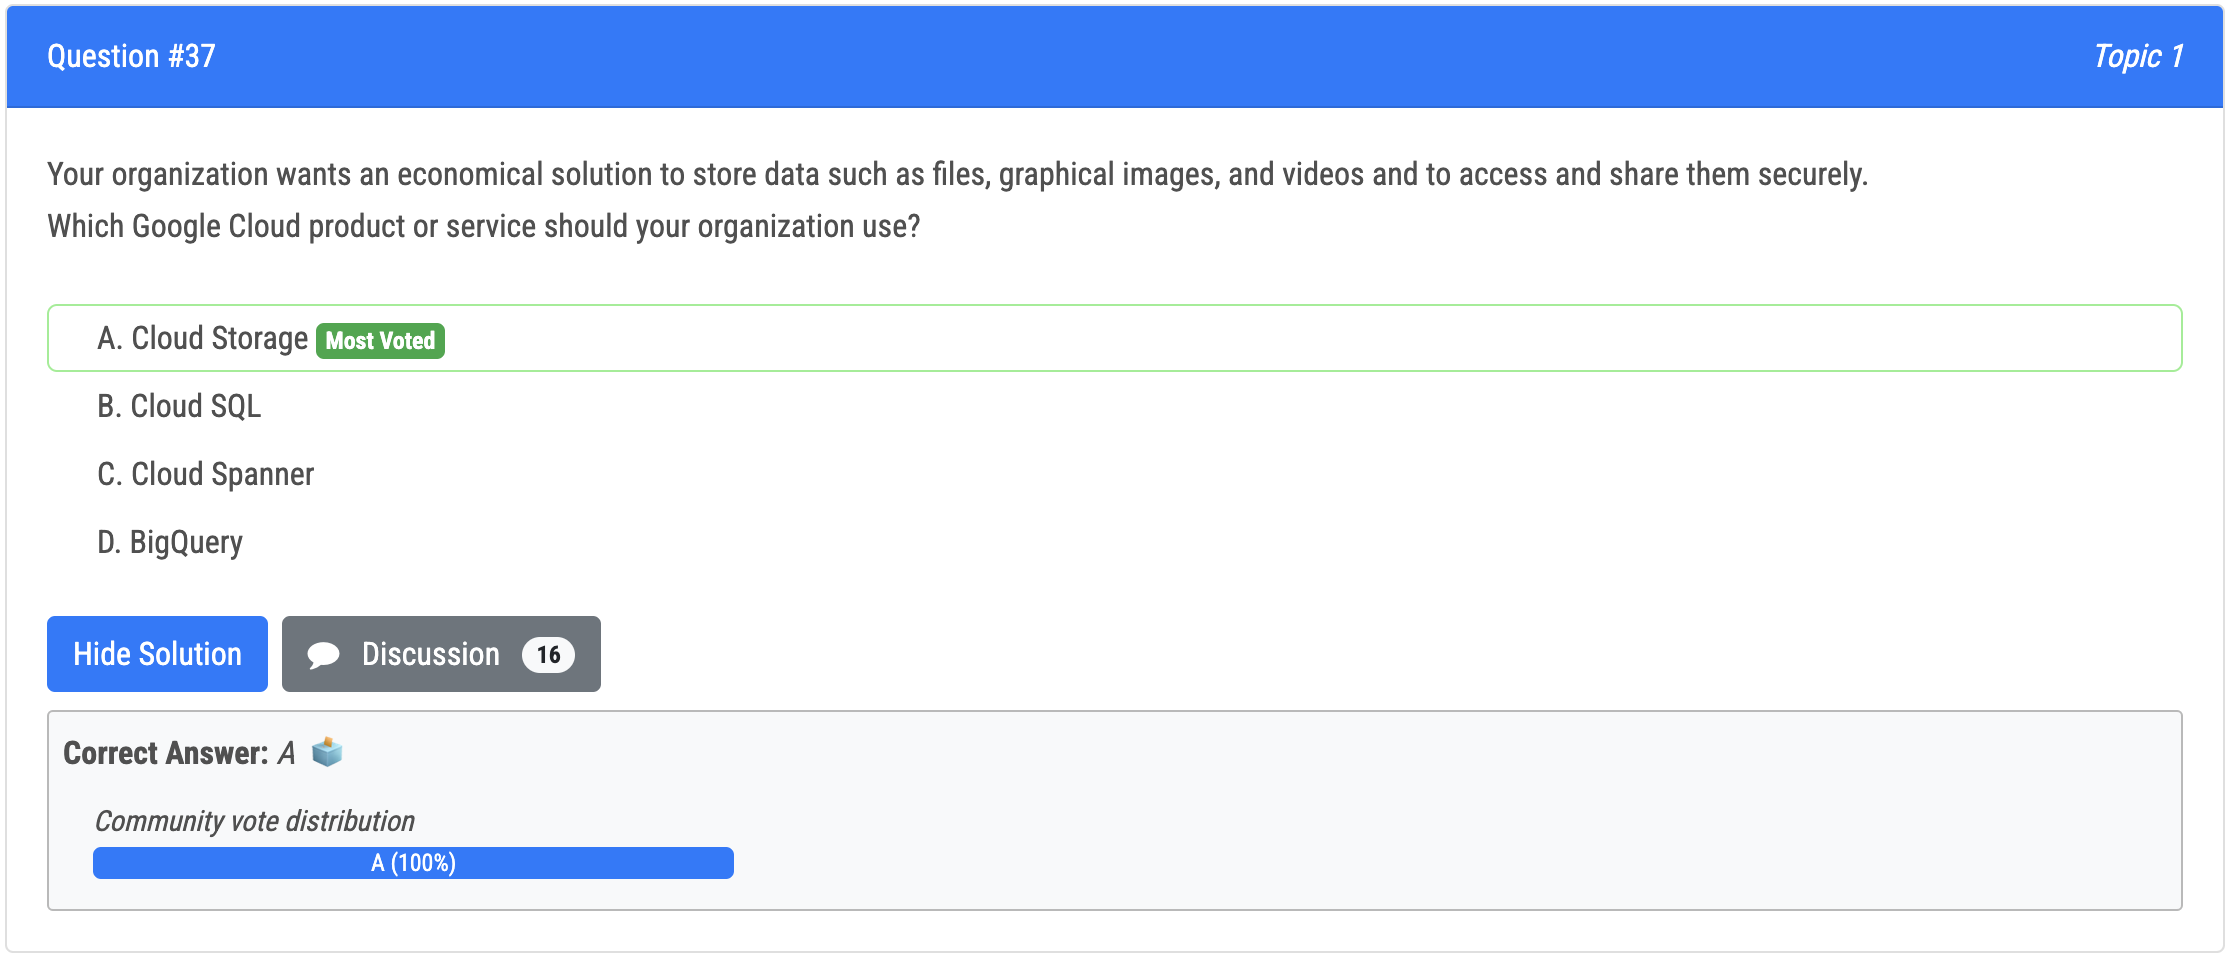 Question #37
Topic 1
Your organization wants an economical solution to store data such as files, graphical images, and videos and to access and share them securely.
Which Google Cloud product or service should your organization use?
A. Cloud Storage Most Voted
B. Cloud SQL
C. Cloud Spanner
D. BigQuery
Hide Solution
Discussion 16
Correct Answer: A
Community vote distribution
A (100%)